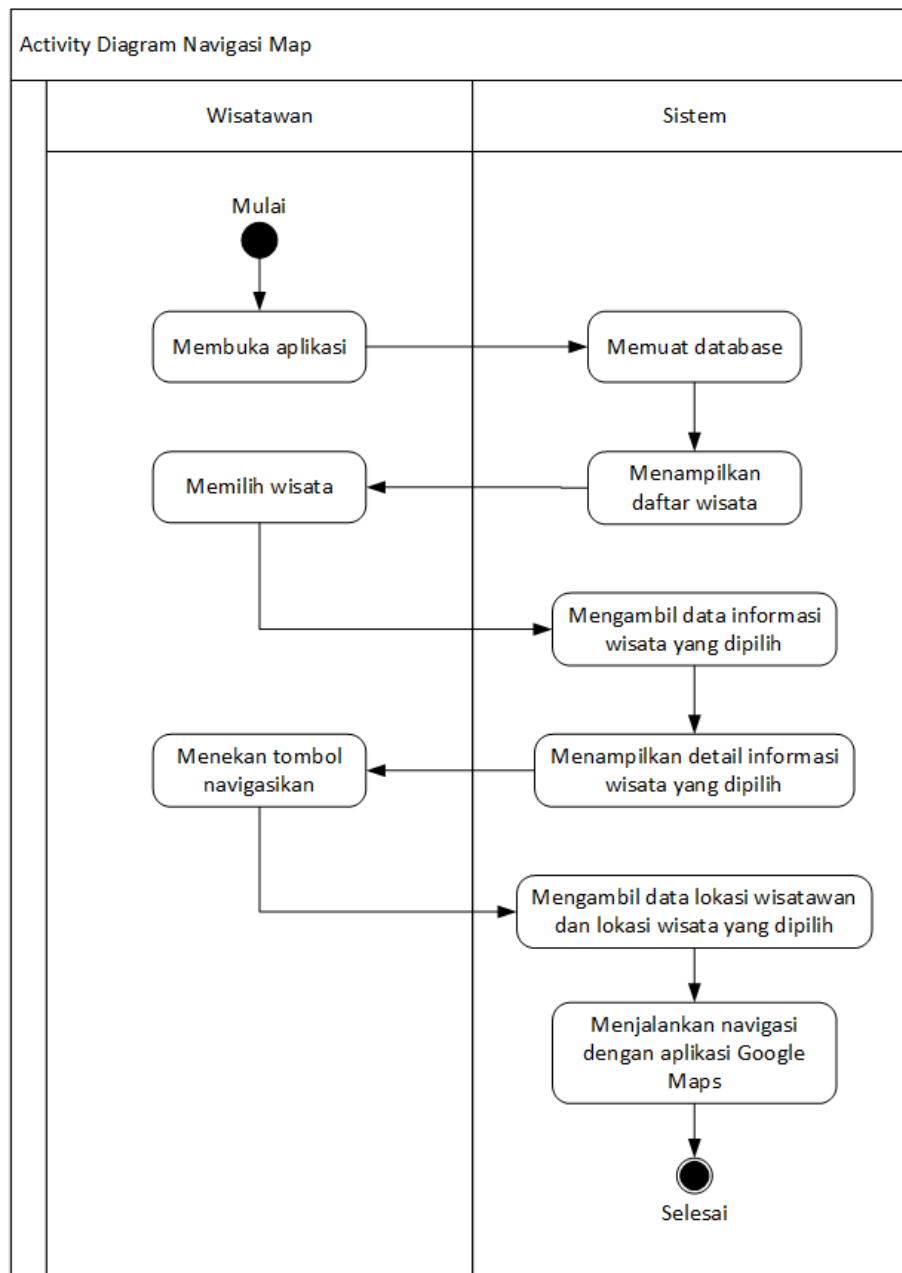 Activity Diagram Navigasi Map
Wisatawan
Sistem
Mulai
Membuka aplikasi
Memuat database
Menampilkan
daftar wisata
Memilih wisata
Mengambil data informasi
wisata yang dipilih
Menampilkan detail informasi
wisata yang dipilih
Menekan tombol
navigasikan
Mengambil data lokasi wisatawan
dan lokasi wisata yang dipilih
Menjalankan navigasi
dengan aplikasi Google
Maps
Selesai